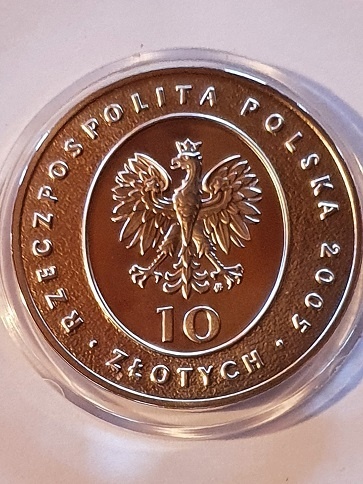 RZECZPOSPOLITA POLSKA 2005
10
· ZŁOTYCH ·